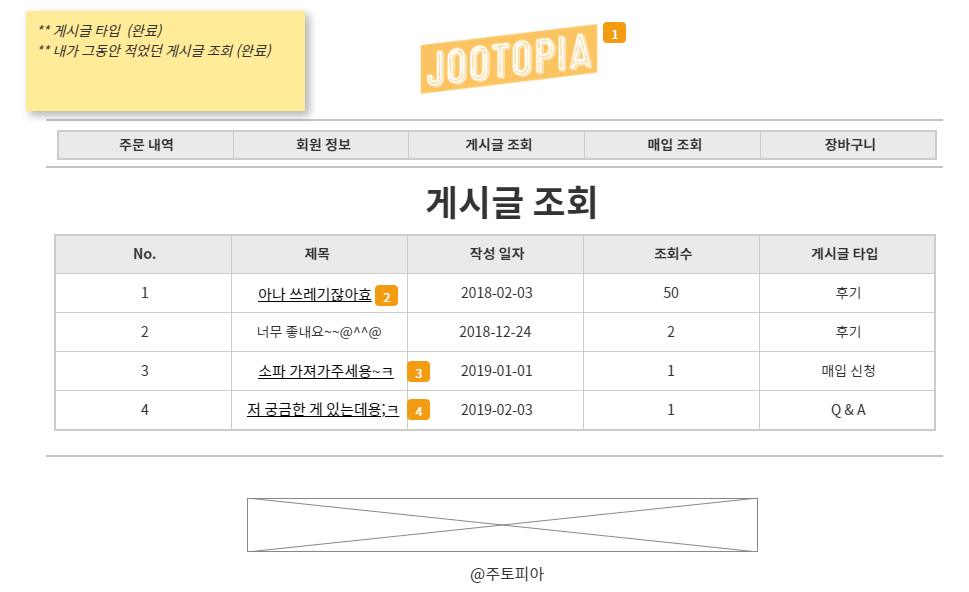 ** 게시글 타입 (완료)
** 내가 그동안 적었던 게시글 조회 (완료)
JOOTOPIA 1
주문 내역 회원 정보 게시글 조회 매입 조회 장바구니
게시글 조회
No. 제목 작성 일자 조회수 게시글 타입
1 아나 쓰레기잖아효 2 2018-02-03 50 후기
2 너무 좋내요~~@^^@ 2018-12-24 2 후기
3 소파 가져가주세용~ㅋ 3 2019-01-01 1 매입 신청
4 저 궁금한 게 있는데용;ㅋ 4 2019-02-03 1 Q & A
@주토피아